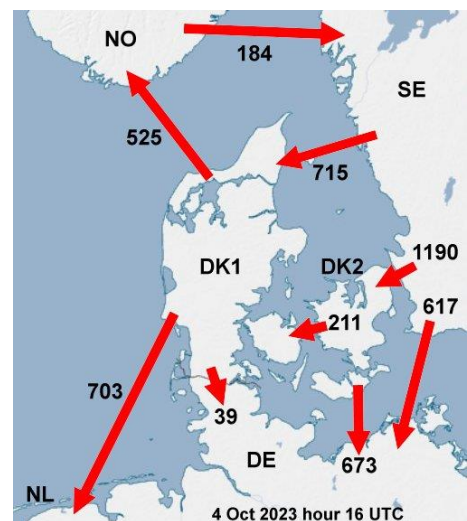 NO
184
SE
525
715
DK1
DK2
1190
617
211
703
39
DE
673
NL
4 Oct 2023 hour 16 UTC